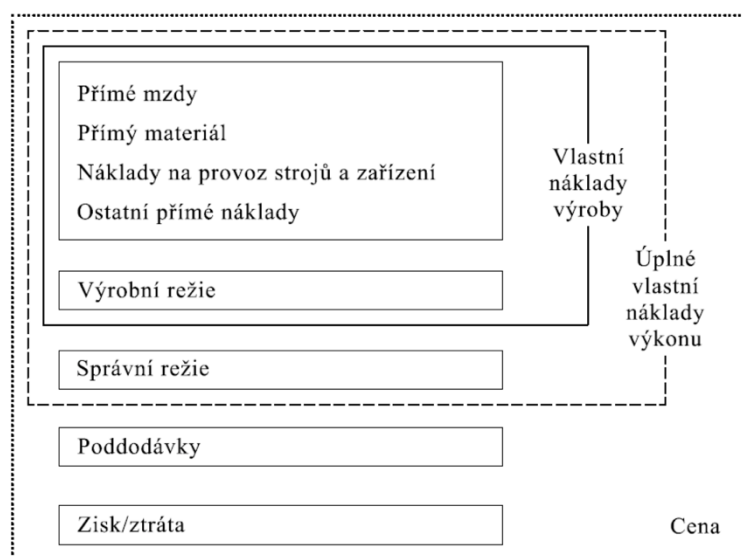 Přímé mzdy
Přímý materiál
Náklady na provoz strojů a zařízení
Ostatní přímé náklady
Vlastní
náklady
výroby
Výrobní režie
Úplné
vlastní
náklady
výkonu
Správní režie
Poddodávky
Zisk/ztráta
Cena